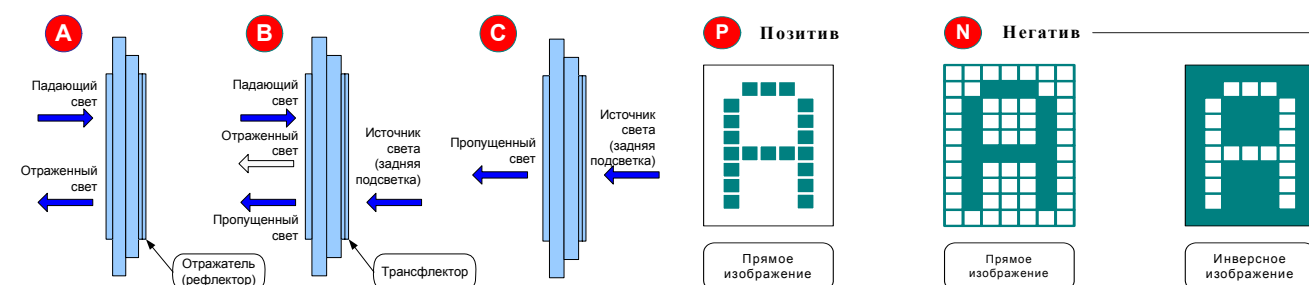 A
Падающий
свет
Отраженный
свет
Отражатель
(рефлектор)
B
Падающий
свет
Отраженный
свет
Пропущенный
свет
Источник
света
(задняя
подсветка)
Трансфлектор
C
Пропущенный
свет
Источник
света
(задняя
подсветка)
P
Позитив
Прямое
изображение
N
Негатив
Прямое
изображение
Инверсное
изображение